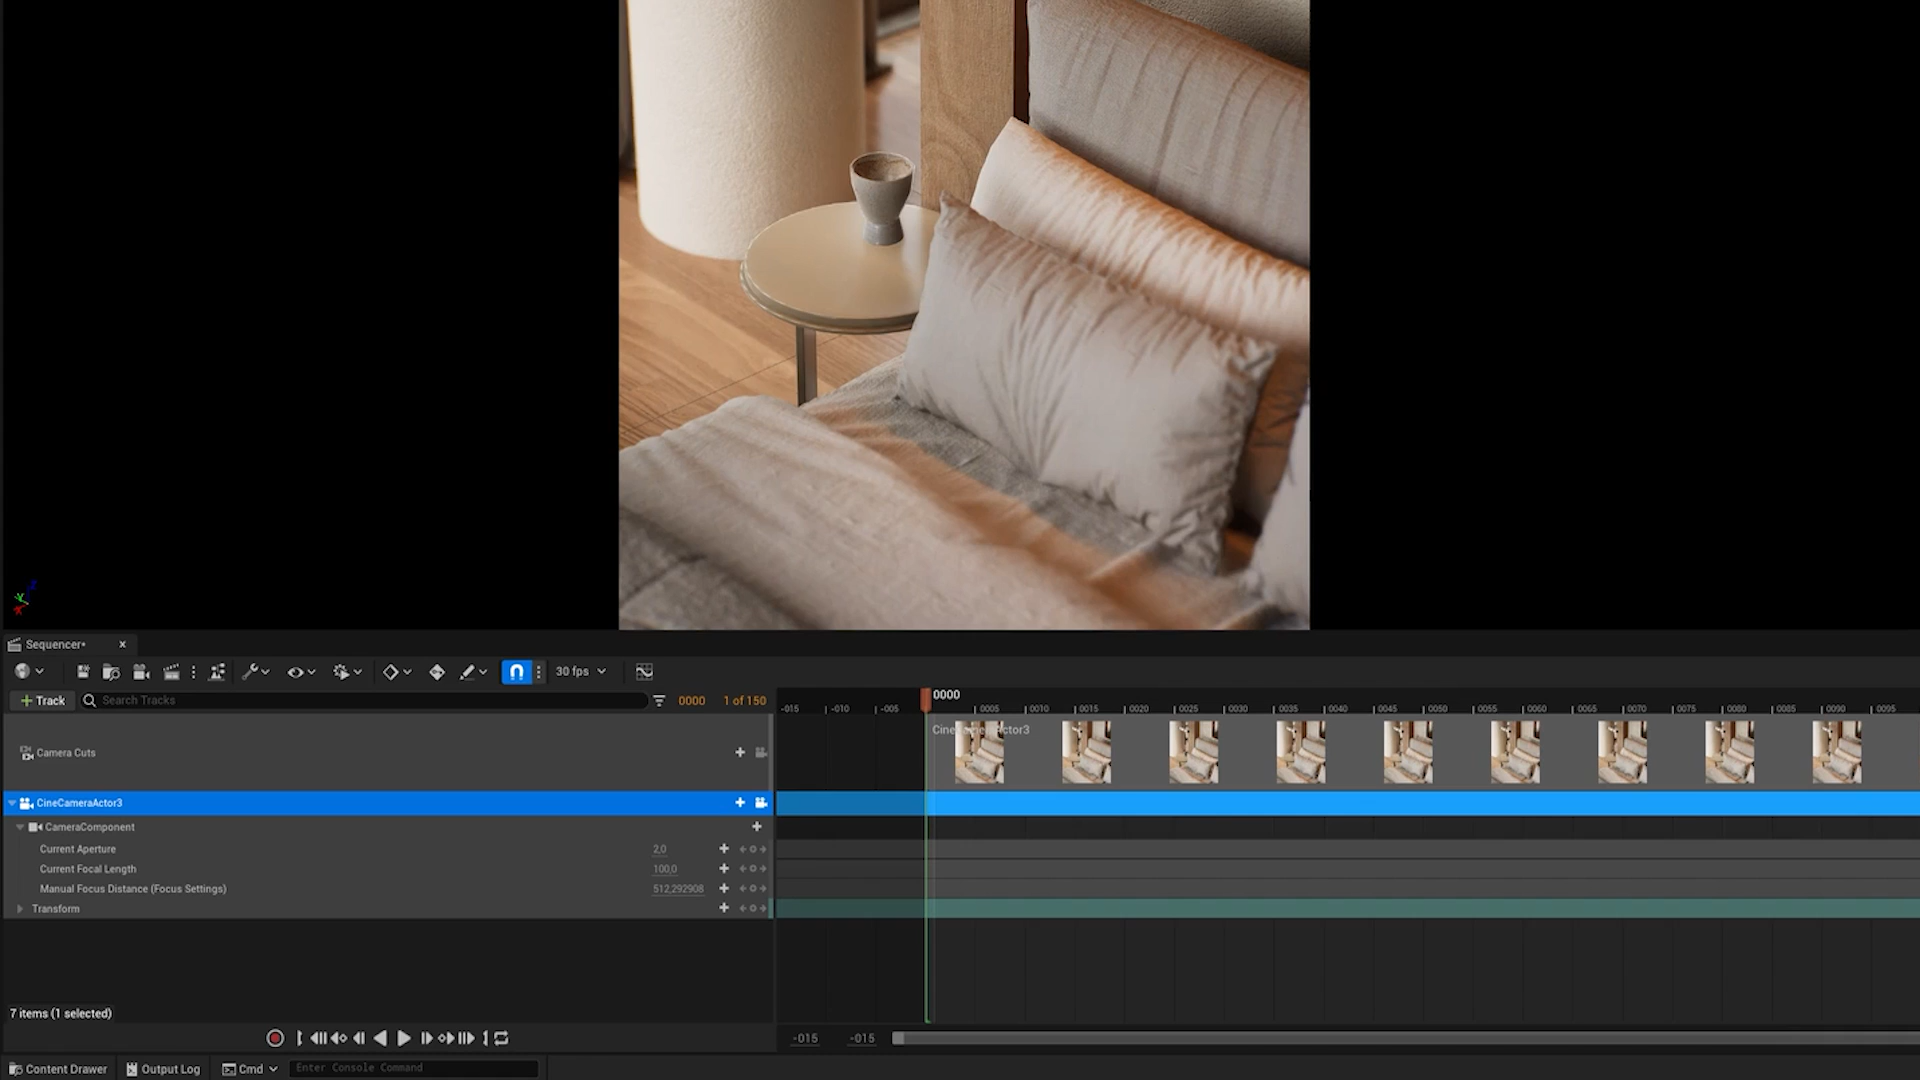 Sequencer*
30 fps
Track
Search Tracks
0000
1 of 150
0000
-015
-010
-005
0005
0010
0015
0020
0025
0030
0035
0040
0045
0050
0055
0060
0065
0070
0075
0080
0085
0090
0095
Camera Cuts
CineCameraActor3
CameraComponent
Current Aperture
2,0
Current Focal Length
100,0
Manual Focus Distance (Focus Settings)
512,292908
Transform
7 items (1 selected)
-015
-015
Content Drawer
Output Log
Cmd
Enter Console Command